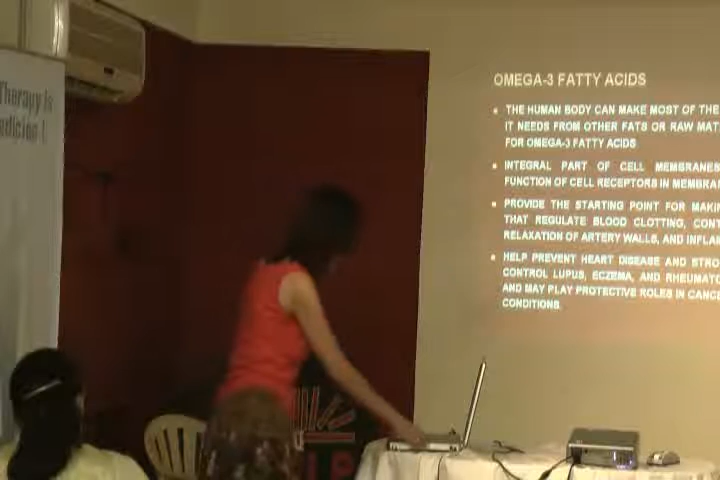 Therapy is
OMEGA-3 FATTY ACIDS
THE HUMAN BODY CAN MAKE MOST OF THE
IT NEEDS FROM OTHER FATS OR RAW MAT
FOR OMEGA-3 FATTY ACIDS
INTEGRAL PART OF CELL MEMBRANES
FUNCTION OF CELL RECEPTORS IN MEMBRA
PROVIDE THE STARTING POINT FOR MAKI
THAT REGULATE BLOOD CLOTTING, CONT
RELAXATION OF ARTERY WALLS, AND INFLA
HELP PREVENT HEART DISEASE AND STRO
CONTROL LUPUS, ECZEMA, AND RHEUMATO
AND MAY PLAY PROTECTIVE ROLES IN CANCE
CONDITIONS